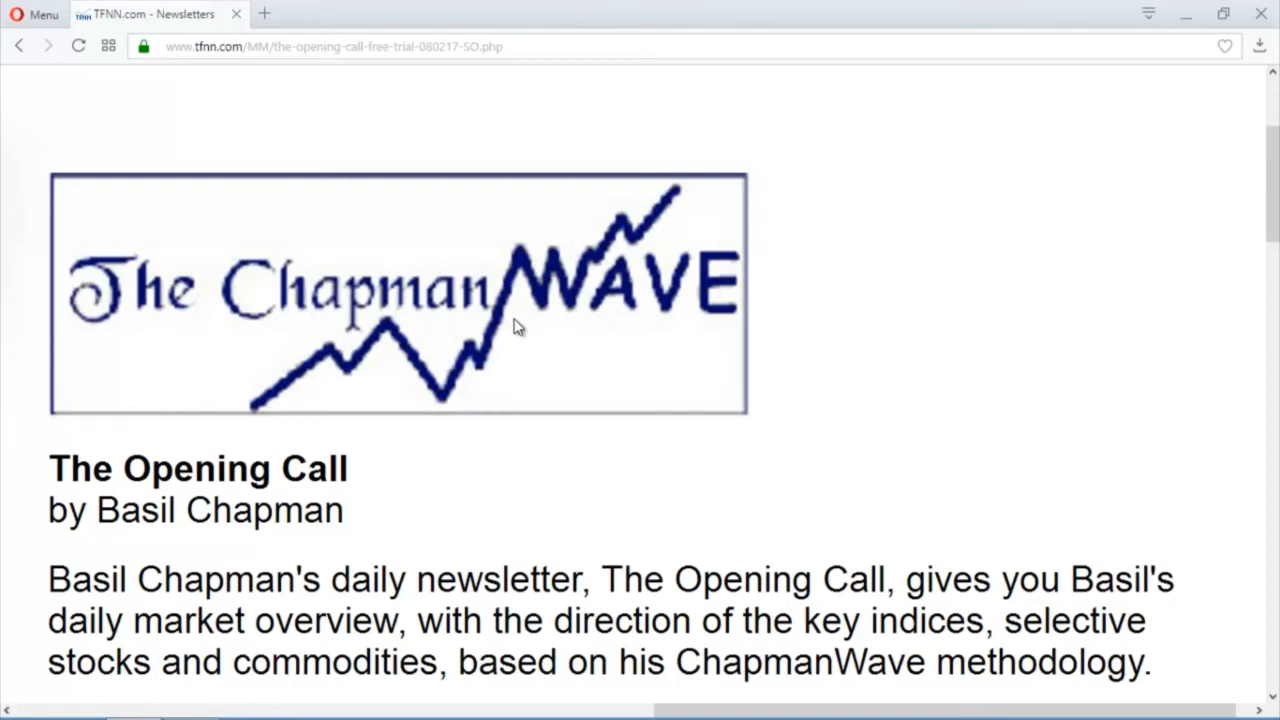 Menu
TFNN.com - Newsletters
www.tfnn.com/MM/the-opening-call-free-trial-080217-SO.php
The Chapman WAVE
The Opening Call
by Basil Chapman
Basil Chapman's daily newsletter, The Opening Call, gives you Basil's
daily market overview, with the direction of the key indices, selective
stocks and commodities, based on his ChapmanWave methodology.